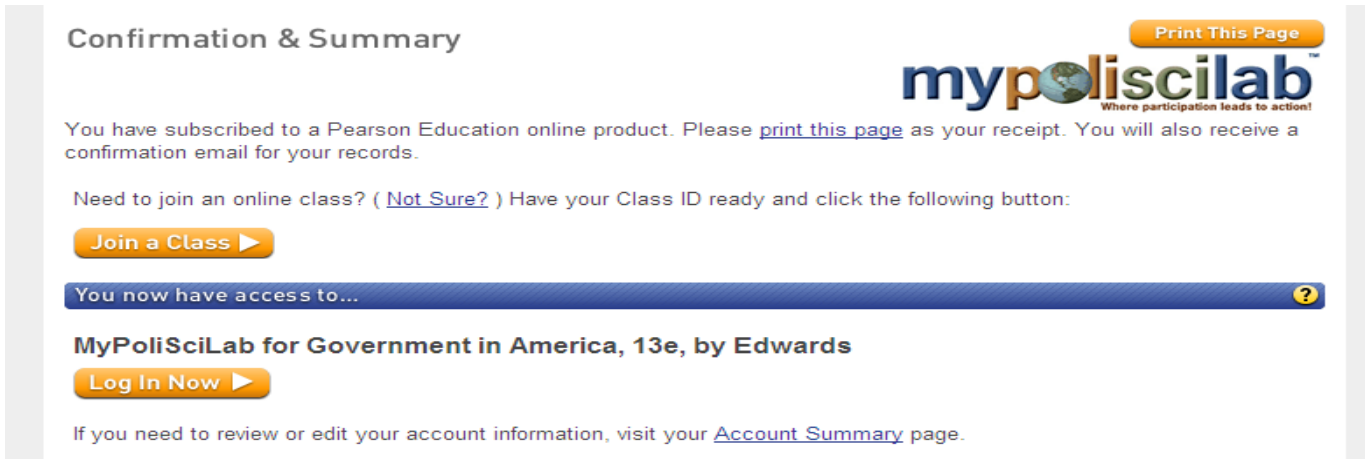 Confirmation & Summary
Print This Page
mypoliscilab™
Where participation leads to action!
You have subscribed to a Pearson Education online product. Please print this page as your receipt. You will also receive a
confirmation email for your records.
Need to join an online class? ( Not Sure? ) Have your Class ID ready and click the following button:
Join a Class
You now have access to...
?
MyPoliSciLab for Government in America, 13e, by Edwards
Log In Now
If you need to review or edit your account information, visit your Account Summary page.